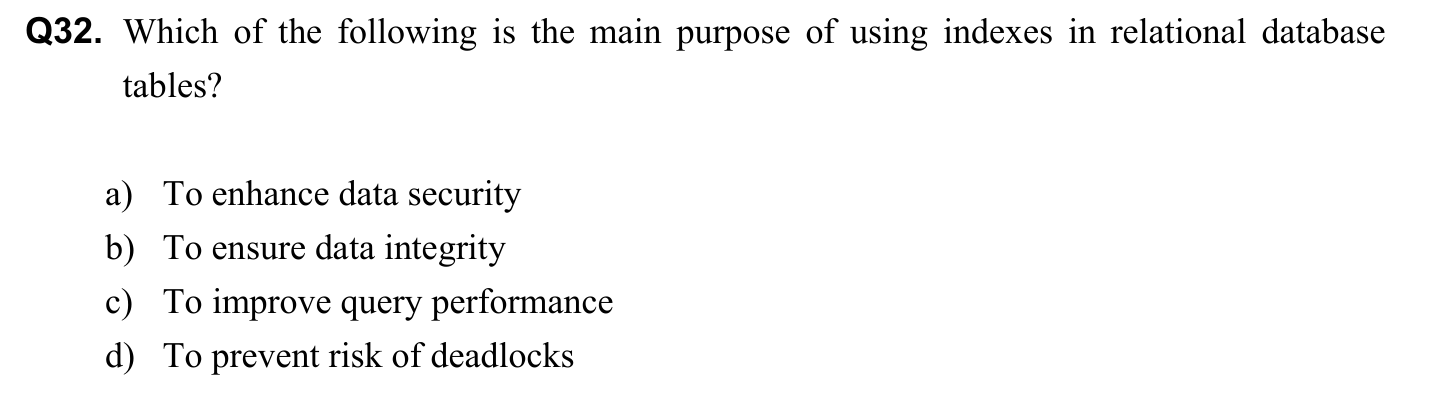 Q32. Which of the following is the main purpose of using indexes in relational database
tables?
a) To enhance data security
b) To ensure data integrity
c) To improve query performance
d) To prevent risk of deadlocks